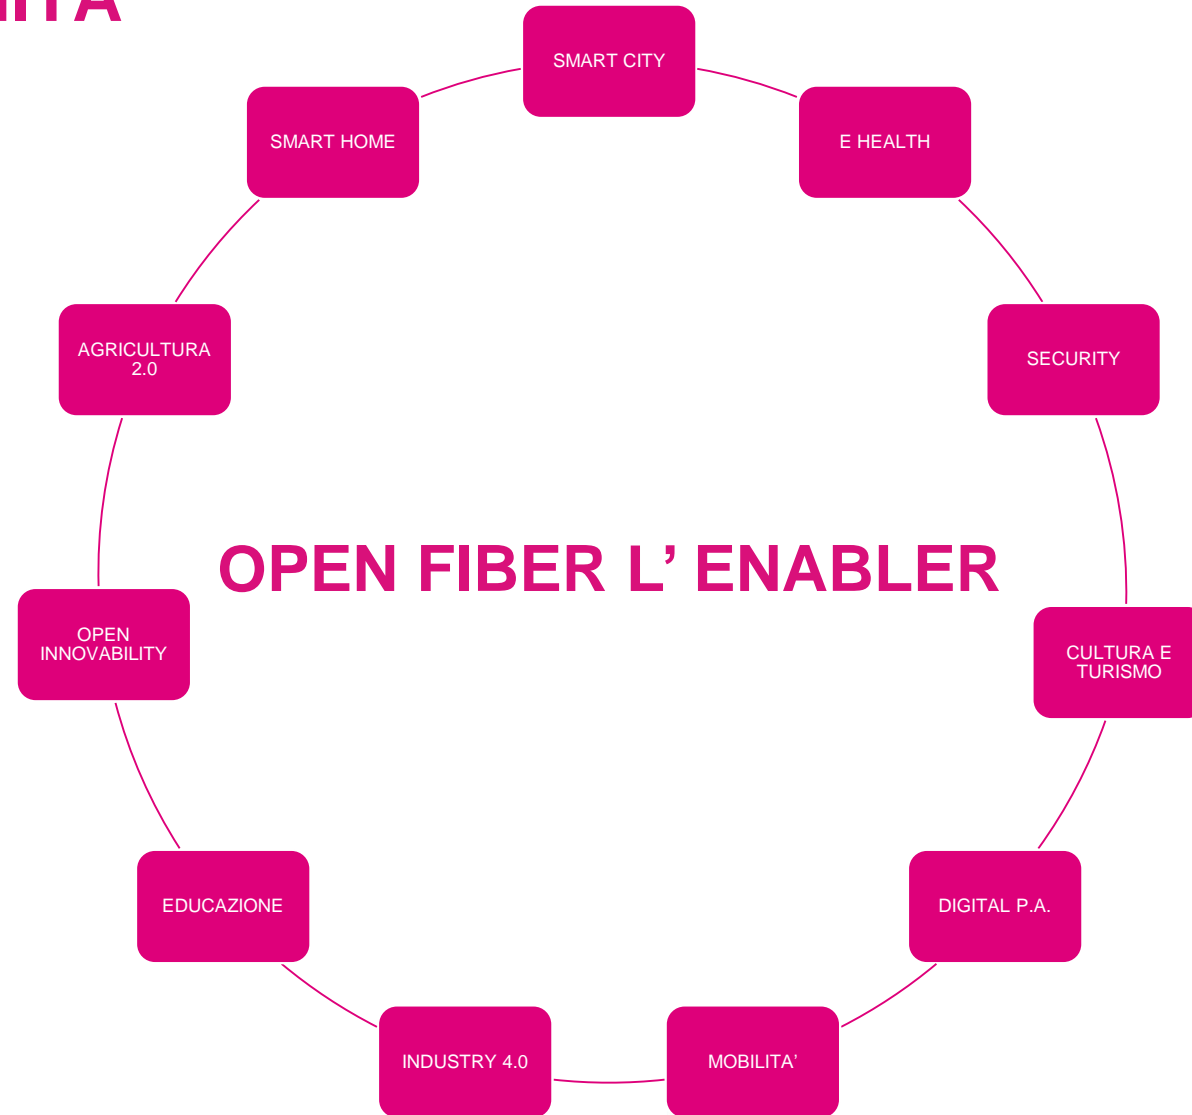 SMART CITY
E HEALTH
SECURITY
CULTURA E
TURISMO
DIGITAL P.A.
MOBILITA’
INDUSTRY 4.0
EDUCAZIONE
OPEN
INNOVABILITY
AGRICULTURA
2.0
SMART HOME
OPEN FIBER L’ ENABLER